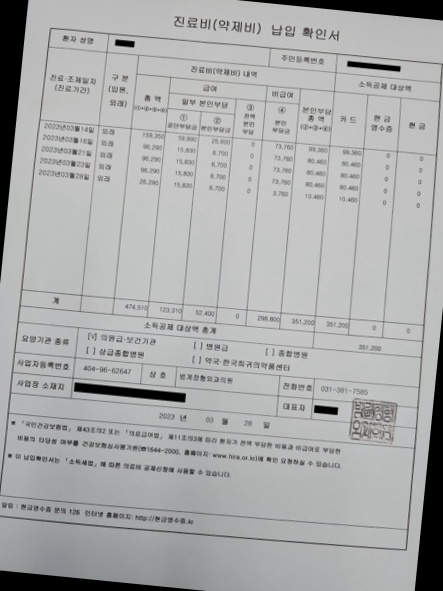 진료비(약제비) 납입 확인서
환자 성명 주민등록번호
진료·조제일자 (진료기간) 구 분 (입원, 외래) 진료비(약제비) 내역 소득공제 대상액
총 액 (①+②+③+④) 급여 비급여 본인부담 총액 (②+③+④) 카 드 현 금 영수증 현 금
일부 본인부담 ③ 전액 본인 부담 ④ 본인 부담금
① 공단부담금 ② 본인부담금
2023년03월14일 외래 159,350 59,990 25,600 0 73,760 99,360 99,360 0 0
2023년03월16일 외래 96,290 15,830 6,700 0 73,760 80,460 80,460 0 0
2023년03월21일 외래 96,290 15,830 6,700 0 73,760 80,460 80,460 0 0
2023년03월23일 외래 96,290 15,830 6,700 0 73,760 80,460 80,460 0 0
2023년03월28일 외래 26,290 15,830 6,700 0 3,760 10,460 10,460 0 0
계 474,510 123,310 52,400 0 298,800 351,200 351,200 0 0
소득공제 대상액 총계 351,200
요양기관 종류 [√] 의원급·보건기관 [ ] 병원급 [ ] 종합병원
[ ] 상급종합병원 [ ] 약국·한국희귀의약품센터
사업자등록번호 404-96-62647 상 호 범계정형외과의원 전화번호 031-381-7585
사업장 소재지 대표자
2023 년 03 월 28 일
※ 「국민건강보험법」 제43조의2 또는 「의료급여법」 제11조의3에 따라 환자가 전액 부담한 비용과 비급여로 부담한
비용의 타당성 여부를 건강보험심사평가원(☎1644-2000, 홈페이지: www.hira.or.kr)에 확인 요청하실 수 있습니다.
※ 이 납입확인서는 「소득세법」에 따른 의료비 공제신청에 사용할 수 있습니다.
알림 : 현금영수증 문의 126 인터넷 홈페이지: http://현금영수증.kr